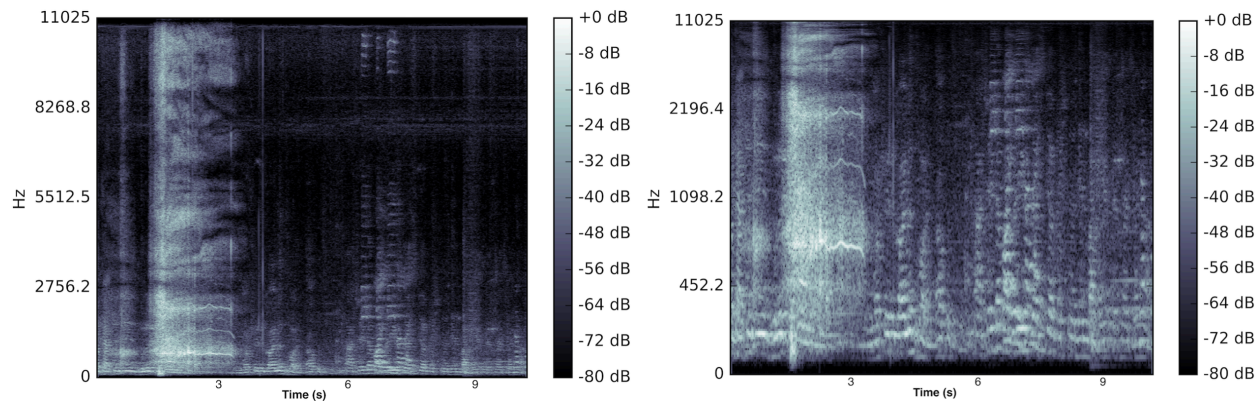 11025
8268.8
5512.5
2756.2
0
Hz
3
6
9
Time (s)
+0 dB
-8 dB
-16 dB
-24 dB
-32 dB
-40 dB
-48 dB
-56 dB
-64 dB
-72 dB
-80 dB
11025
2196.4
1098.2
452.2
0
Hz
3
6
9
Time (s)
+0 dB
-8 dB
-16 dB
-24 dB
-32 dB
-40 dB
-48 dB
-56 dB
-64 dB
-72 dB
-80 dB